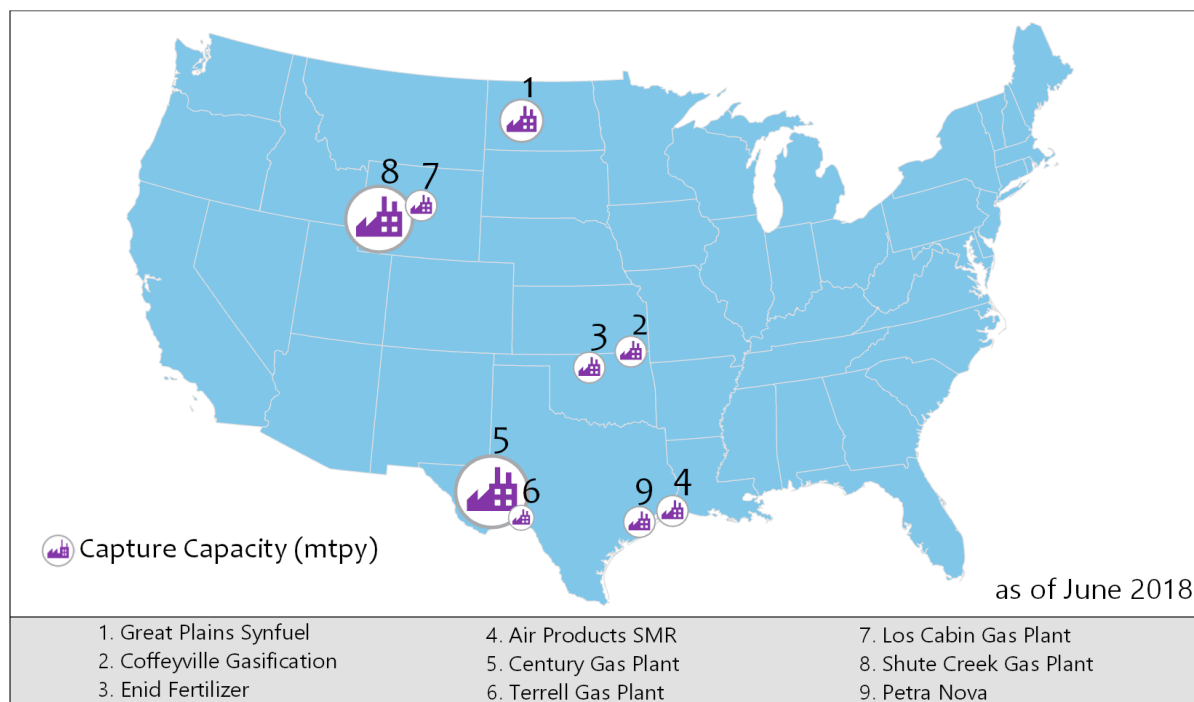 1
8
7
2
3
5
6
4
9
Capture Capacity (mtpy)
as of June 2018
1. Great Plains Synfuel
2. Coffeyville Gasification
3. Enid Fertilizer
4. Air Products SMR
5. Century Gas Plant
6. Terrell Gas Plant
7. Los Cabin Gas Plant
8. Shute Creek Gas Plant
9. Petra Nova